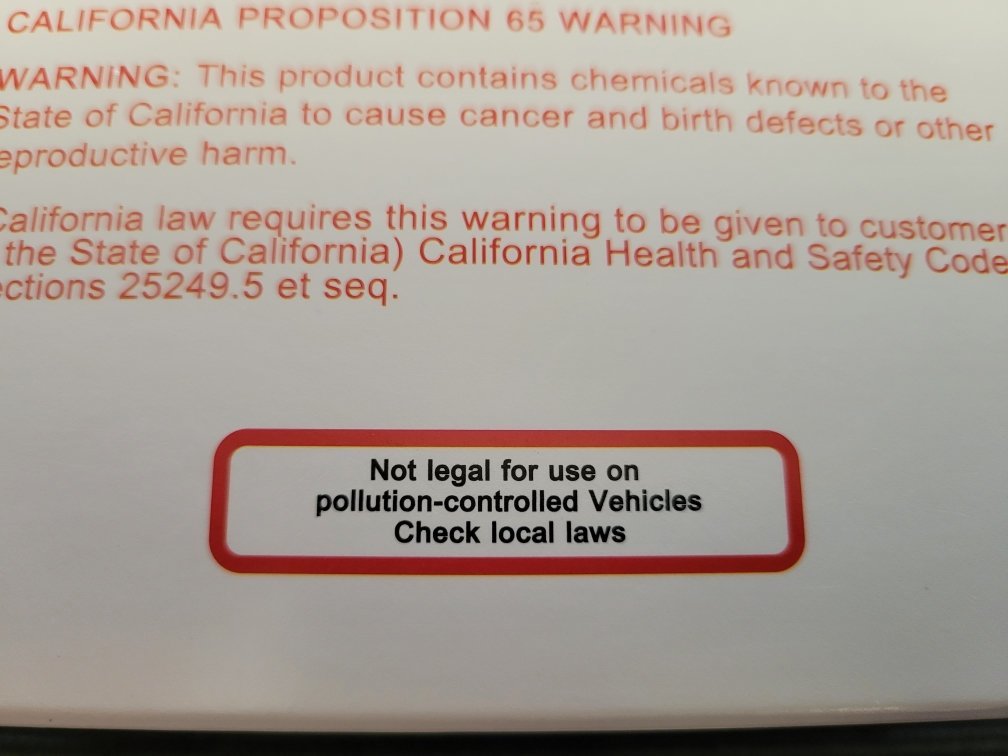 CALIFORNIA PROPOSITION 65 WARNING
WARNING: This product contains chemicals known to the
State of California to cause cancer and birth defects or other
eproductive harm.
California law requires this warning to be given to customer
the State of California) California Health and Safety Code
ections 25249.5 et seq.
Not legal for use on
pollution-controlled Vehicles
Check local laws